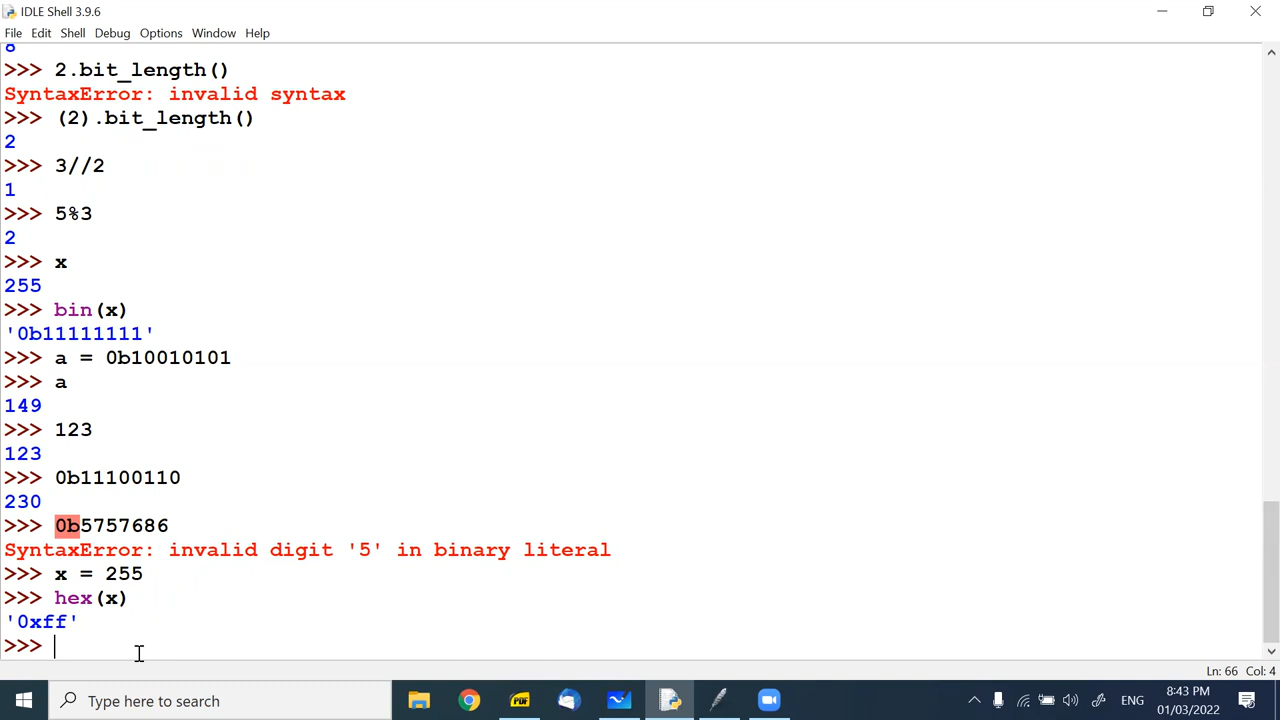 IDLE Shell 3.9.6
File Edit Shell Debug Options Window Help
8
>>> 2.bit_length()
SyntaxError: invalid syntax
>>> (2).bit_length()
2
>>> 3//2
1
>>> 5%3
2
>>> x
255
>>> bin(x)
'0b11111111'
>>> a = 0b10010101
>>> a
149
>>> 123
123
>>> 0b11100110
230
>>> 0b5757686
SyntaxError: invalid digit '5' in binary literal
>>> x = 255
>>> hex(x)
'0xff'
>>>
Ln: 66 Col: 4
Type here to search
PDF
ENG
8:43 PM
01/03/2022